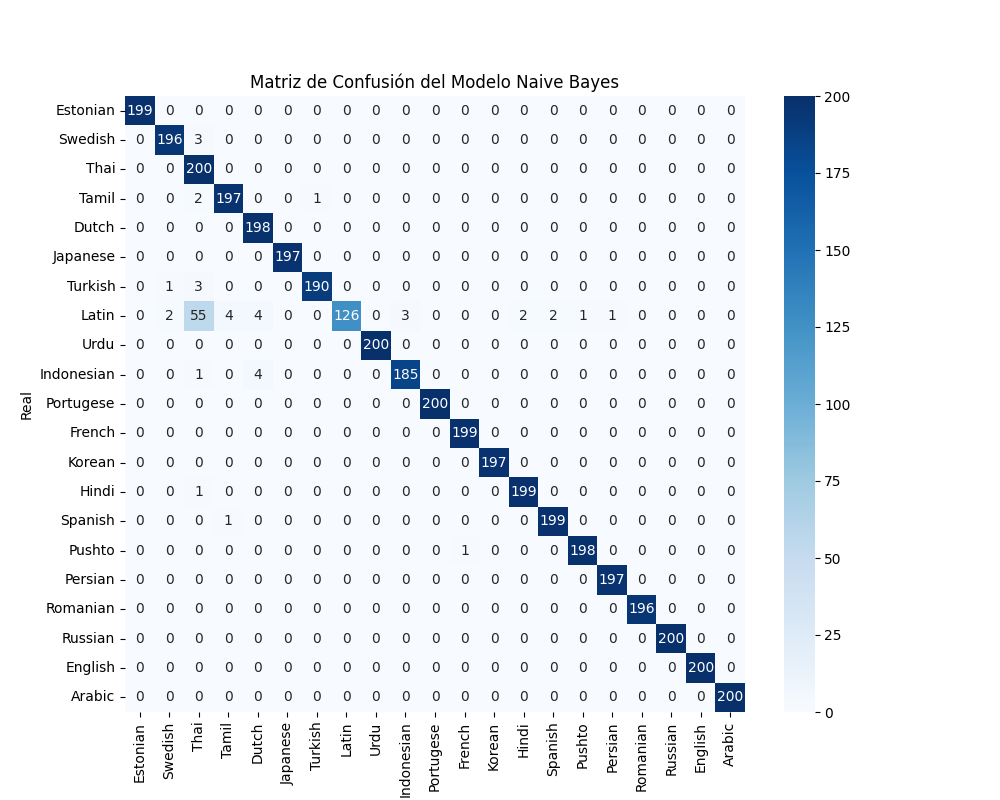 Matriz de Confusión del Modelo Naive Bayes
Real
Estonian 199 0 0 0 0 0 0 0 0 0 0 0 0 0 0 0 0 0 0 0 0
Swedish 0 196 3 0 0 0 0 0 0 0 0 0 0 0 0 0 0 0 0 0 0
Thai 0 0 200 0 0 0 0 0 0 0 0 0 0 0 0 0 0 0 0 0 0
Tamil 0 0 2 197 0 0 1 0 0 0 0 0 0 0 0 0 0 0 0 0 0
Dutch 0 0 0 0 198 0 0 0 0 0 0 0 0 0 0 0 0 0 0 0 0
Japanese 0 0 0 0 0 197 0 0 0 0 0 0 0 0 0 0 0 0 0 0 0
Turkish 0 1 3 0 0 0 190 0 0 0 0 0 0 0 0 0 0 0 0 0 0
Latin 0 2 55 4 4 0 0 126 0 3 0 0 0 2 2 1 1 0 0 0 0
Urdu 0 0 0 0 0 0 0 0 200 0 0 0 0 0 0 0 0 0 0 0 0
Indonesian 0 0 1 0 4 0 0 0 0 185 0 0 0 0 0 0 0 0 0 0 0
Portugese 0 0 0 0 0 0 0 0 0 0 200 0 0 0 0 0 0 0 0 0 0
French 0 0 0 0 0 0 0 0 0 0 0 199 0 0 0 0 0 0 0 0 0
Korean 0 0 0 0 0 0 0 0 0 0 0 0 197 0 0 0 0 0 0 0 0
Hindi 0 0 1 0 0 0 0 0 0 0 0 0 0 199 0 0 0 0 0 0 0
Spanish 0 0 0 1 0 0 0 0 0 0 0 0 0 0 199 0 0 0 0 0 0
Pushto 0 0 0 0 0 0 0 0 0 0 0 1 0 0 0 198 0 0 0 0 0
Persian 0 0 0 0 0 0 0 0 0 0 0 0 0 0 0 0 197 0 0 0 0
Romanian 0 0 0 0 0 0 0 0 0 0 0 0 0 0 0 0 0 196 0 0 0
Russian 0 0 0 0 0 0 0 0 0 0 0 0 0 0 0 0 0 0 200 0 0
English 0 0 0 0 0 0 0 0 0 0 0 0 0 0 0 0 0 0 0 200 0
Arabic 0 0 0 0 0 0 0 0 0 0 0 0 0 0 0 0 0 0 0 0 200
Estonian
Swedish
Thai
Tamil
Dutch
Japanese
Turkish
Latin
Urdu
Indonesian
Portugese
French
Korean
Hindi
Spanish
Pushto
Persian
Romanian
Russian
English
Arabic
200
175
150
125
100
75
50
25
0